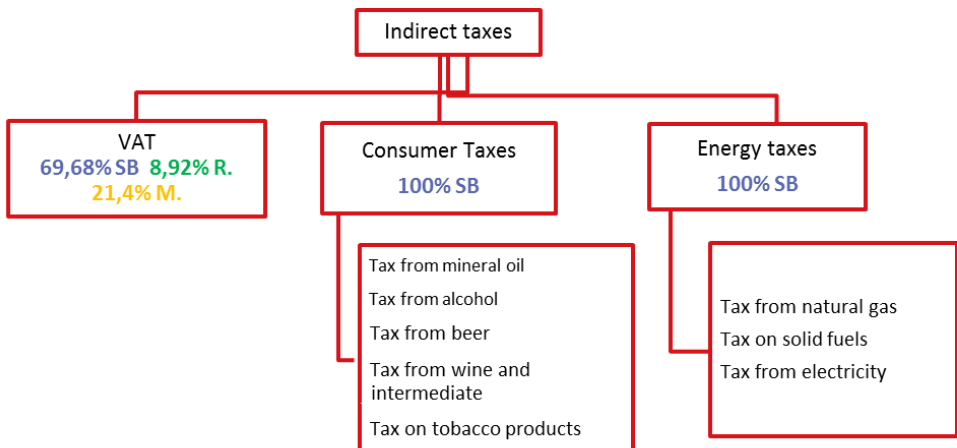 Indirect taxes
VAT
69,68% SB 8,92% R.
21,4% M.
Consumer Taxes
100% SB
Energy taxes
100% SB
Tax from mineral oil
Tax from alcohol
Tax from beer
Tax from wine and
intermediate
Tax on tobacco products
Tax from natural gas
Tax on solid fuels
Tax from electricity